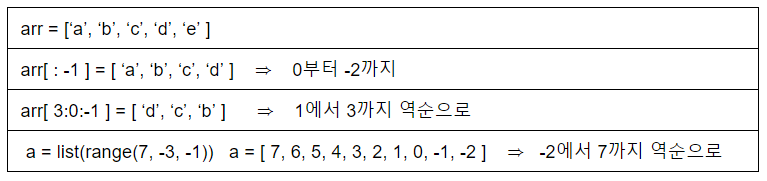 arr = [‘a’, ‘b’, ‘c’, ‘d’, ‘e’ ]
arr[ : -1 ] = [ ‘a’, ‘b’, ‘c’, ‘d’ ] ⇒ 0부터 -2까지
arr[ 3:0:-1 ] = [ ‘d’, ‘c’, ‘b’ ] ⇒ 1에서 3까지 역순으로
a = list(range(7, -3, -1)) a = [ 7, 6, 5, 4, 3, 2, 1, 0, -1, -2 ] ⇒ -2에서 7까지 역순으로